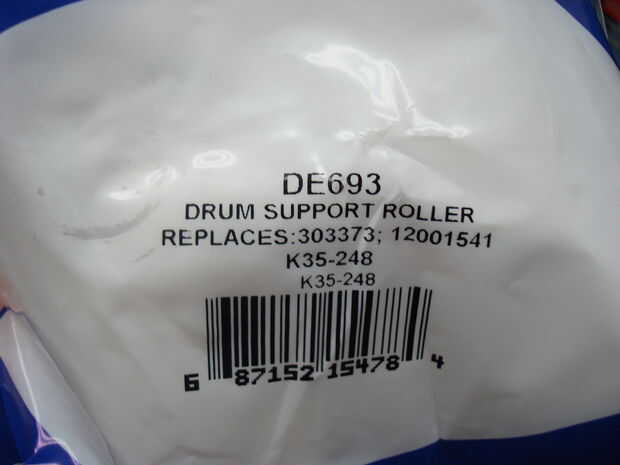 DE693
DRUM SUPPORT ROLLER
REPLACES:303373; 12001541
K35-248
K35-248
6 87152 15478 4